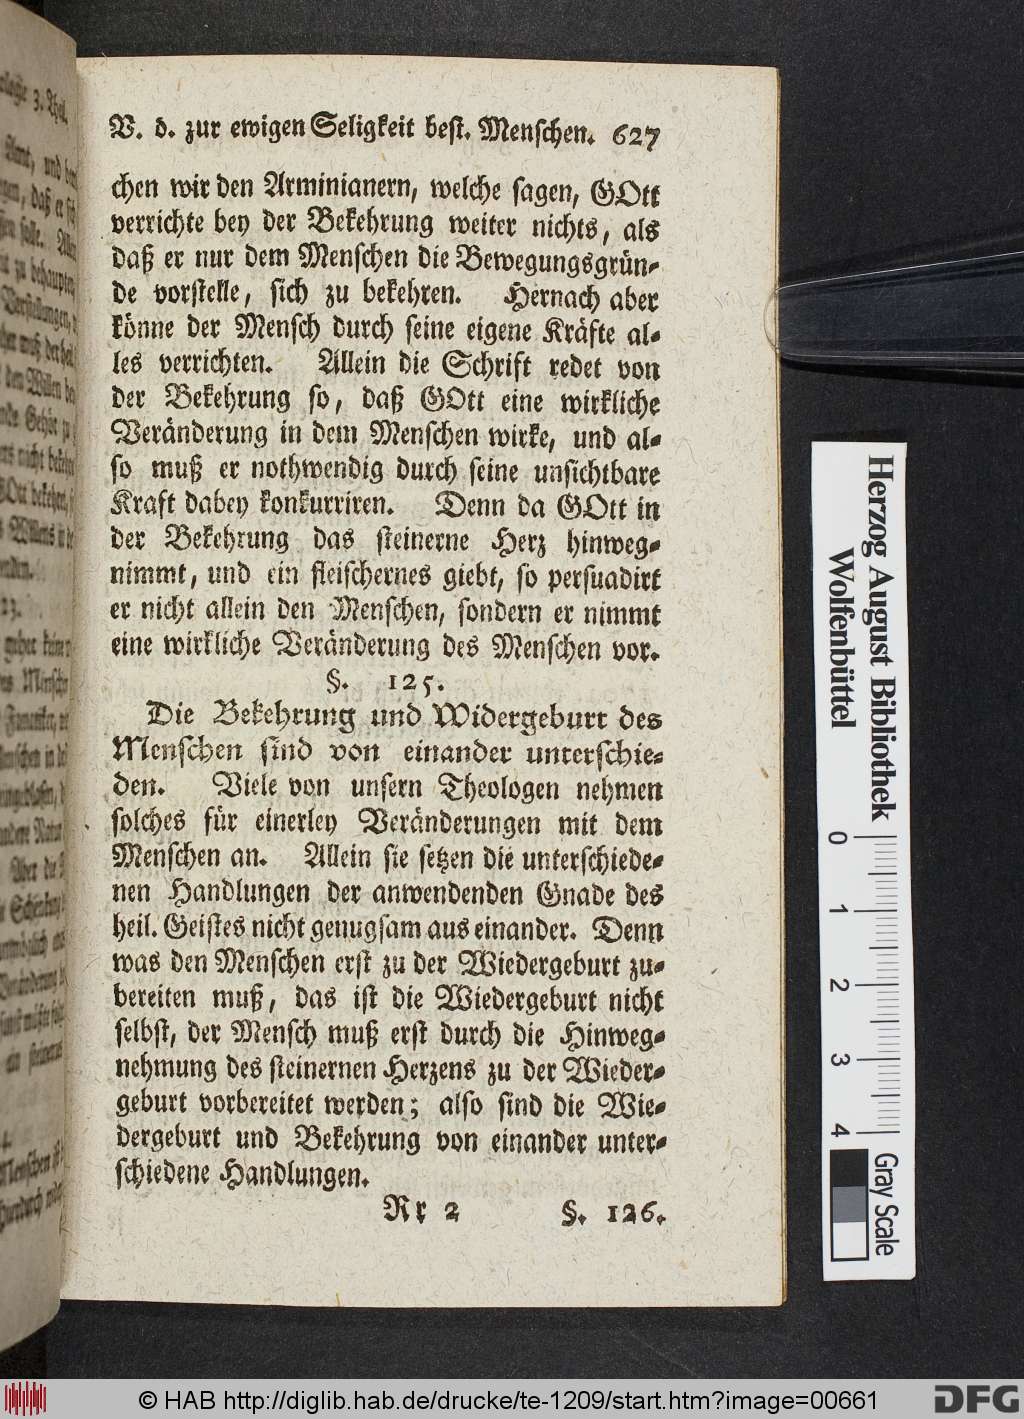 V. d. zur ewigen Seligkeit best. Menschen. 627
chen wir den Arminianern, welche sagen, GOtt
verrichte bey der Bekehrung weiter nichts, als
daß er nur dem Menschen die Bewegungsgrün-
de vorstelle, sich zu bekehren. Hernach aber
könne der Mensch durch seine eigene Kräfte al-
les verrichten. Allein die Schrift redet von
der Bekehrung so, daß GOtt eine wirkliche
Veränderung in dem Menschen wirke, und al-
so muß er nothwendig durch seine unsichtbare
Kraft dabey konkurriren. Denn da GOtt in
der Bekehrung das steinerne Herz hinweg-
nimmt, und ein fleischernes giebt, so persuadirt
er nicht allein den Menschen, sondern er nimmt
eine wirkliche Veränderung des Menschen vor.
§. 125.
Die Bekehrung und Widergeburt des
Menschen sind von einander unterschie-
den. Viele von unsern Theologen nehmen
solches für einerley Veränderungen mit dem
Menschen an. Allein sie setzen die unterschiede-
nen Handlungen der anwendenden Gnade des
heil. Geistes nicht genugsam aus einander. Denn
was den Menschen erst zu der Wiedergeburt zu-
bereiten muß, das ist die Wiedergeburt nicht
selbst, der Mensch muß erst durch die Hinweg-
nehmung des steinernen Herzens zu der Wieder-
geburt vorbereitet werden; also sind die Wie-
dergeburt und Bekehrung von einander unter-
schiedene Handlungen.
Rr 2 §. 126.
Herzog August Bibliothek
Wolfenbüttel
0 1 2 3 4
Gray Scale
© HAB http://diglib.hab.de/drucke/te-1209/start.htm?image=00661
DFG